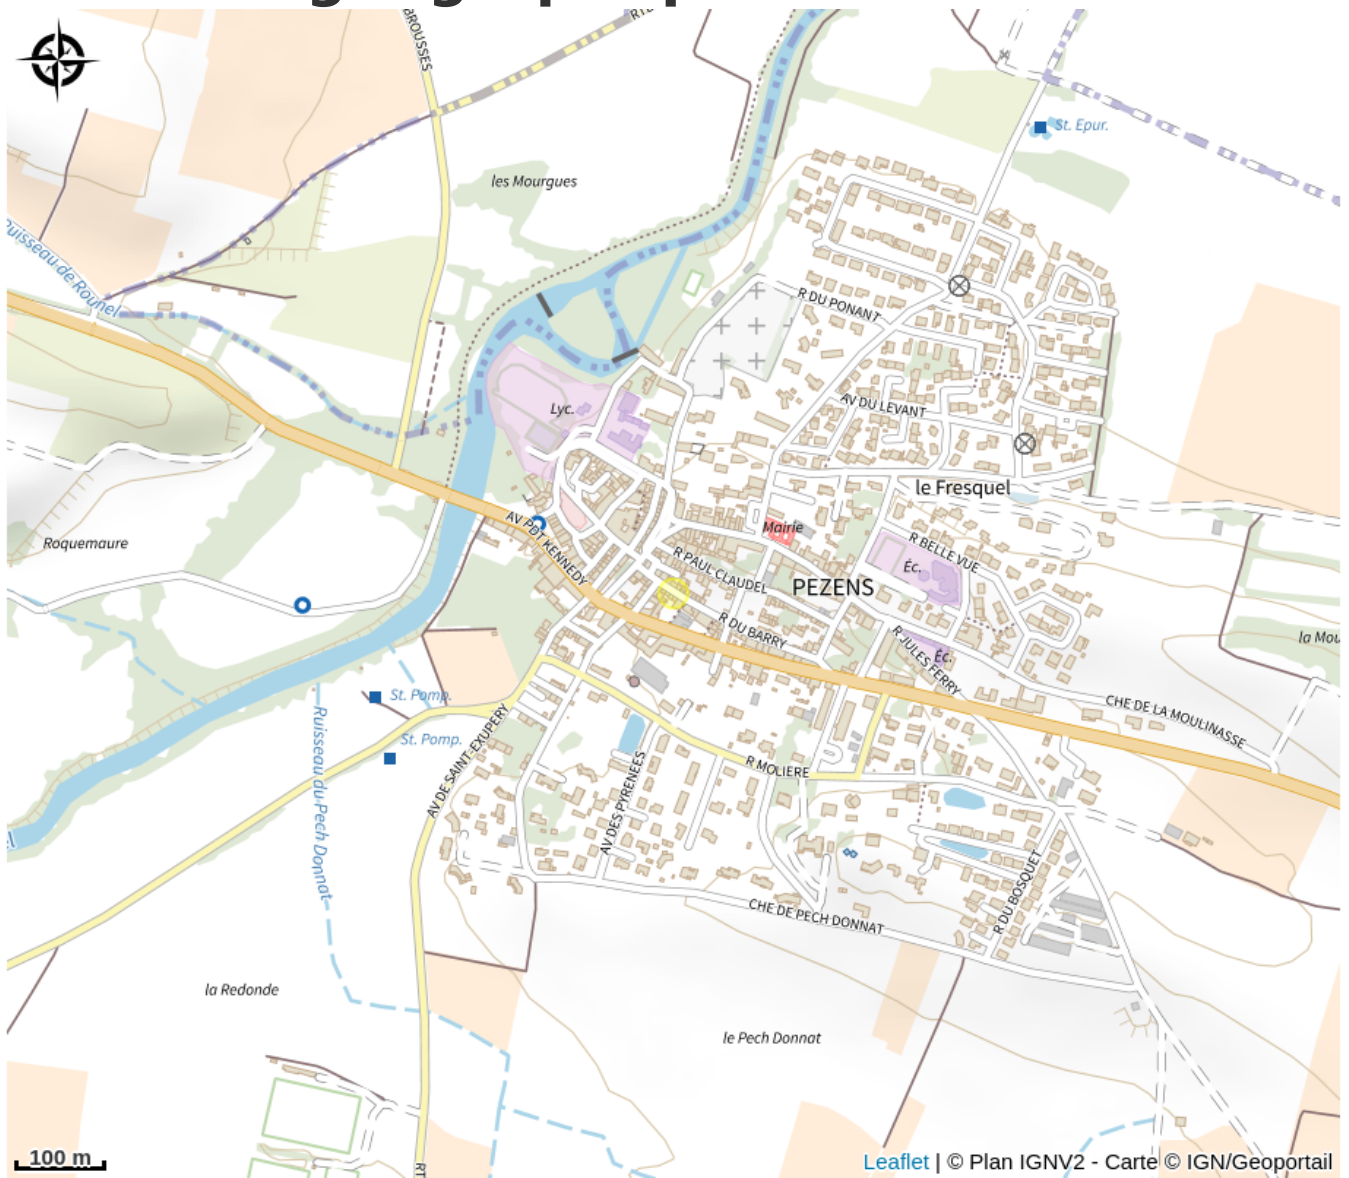 BROUSSES
les Mourgues
St. Epur.
Ruisseau de Rounel
R DU PONANT
AV DU LEVANT
Lyc.
le Fresquel
AV PDT KENNEDY
Mairie
Roquemaure
R PAUL CLAUDEL
PEZENS
R BELLEVUE
Éc.
R DU BARRY
R JULES FERRY
Éc.
la Mou
St. Pomp.
St. Pomp.
CHE DE LA MOULINASSE
Ruisseau du Pech Donnat
AV DE SAINT-EXUPERY
AV DES PYRENEES
R MOLIERE
R DU BOSQUET
CHE DE PECH DONNAT
la Redonde
le Pech Donnat
100 m
Leaflet | © Plan IGNV2 - Carte © IGN/Geoportail